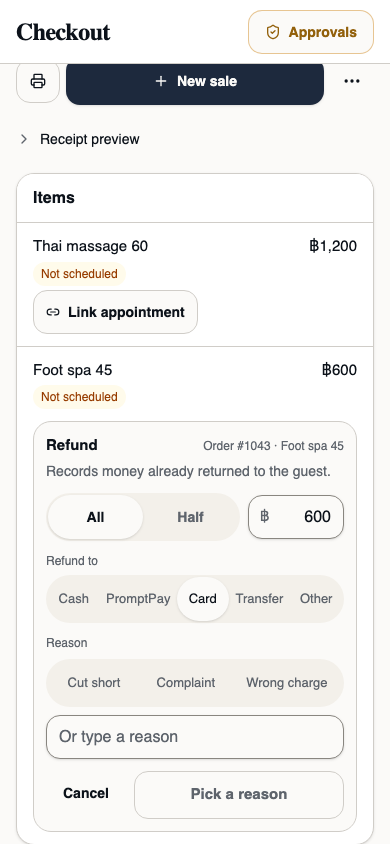 Checkout
Approvals
New sale
Receipt preview
Items
Thai massage 60 ฿1,200
Not scheduled
Link appointment
Foot spa 45 ฿600
Not scheduled
Refund Order #1043 · Foot spa 45
Records money already returned to the guest.
All Half ฿ 600
Refund to
Cash PromptPay Card Transfer Other
Reason
Cut short Complaint Wrong charge
Or type a reason
Cancel Pick a reason